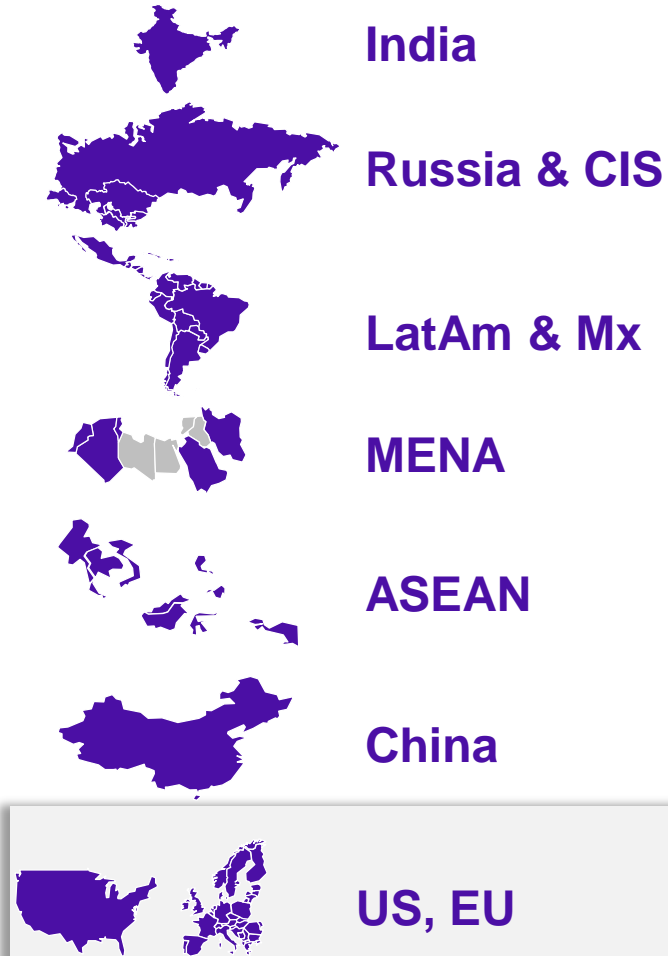 India
Russia & CIS
LatAm & Mx
MENA
ASEAN
China
US, EU